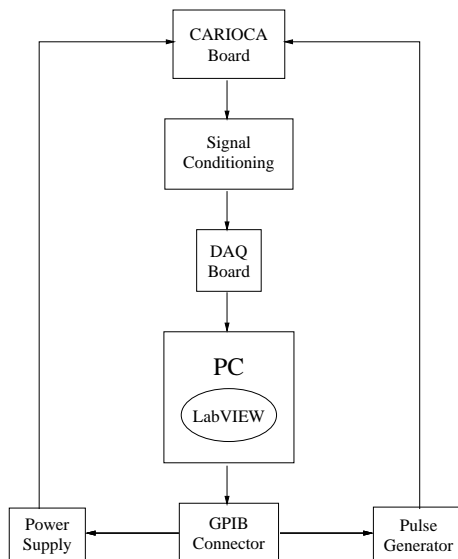 CARIOCA
Board
Signal
Conditioning
DAQ
Board
PC
LabVIEW
Power
Supply
GPIB
Connector
Pulse
Generator